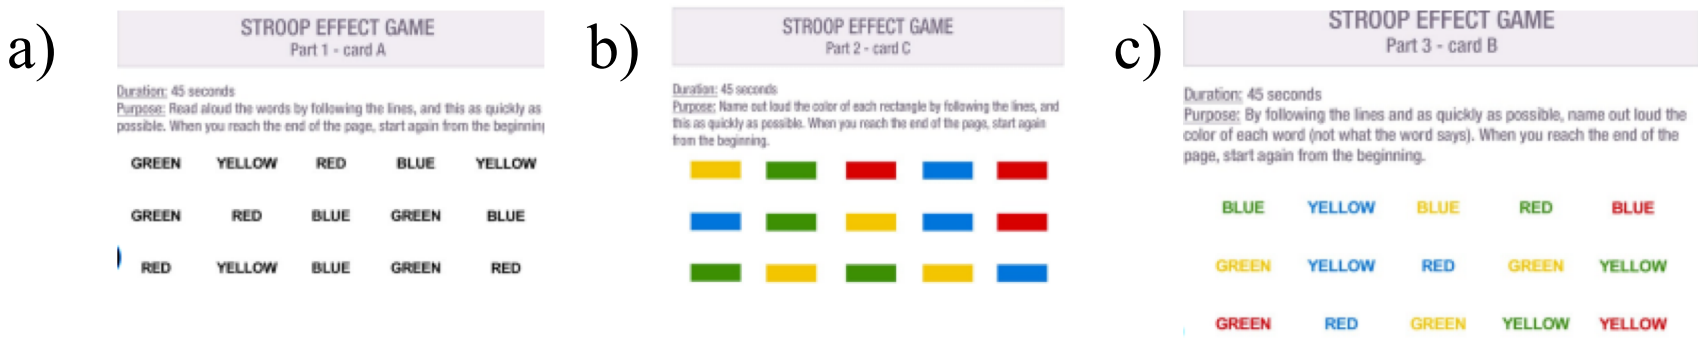 a)
STROOP EFFECT GAME
Part 1 - card A
Duration: 45 seconds
Purpose: Read aloud the words by following the lines, and this as quickly as
possible. When you reach the end of the page, start again from the beginning
GREEN YELLOW RED BLUE YELLOW
GREEN RED BLUE GREEN BLUE
RED YELLOW BLUE GREEN RED
b)
STROOP EFFECT GAME
Part 2 - card C
Duration: 45 seconds
Purpose: Name out loud the color of each rectangle by following the lines, and
this as quickly as possible. When you reach the end of the page, start again
from the beginning.
c)
STROOP EFFECT GAME
Part 3 - card B
Duration: 45 seconds
Purpose: By following the lines and as quickly as possible, name out loud the
color of each word (not what the word says). When you reach the end of the
page, start again from the beginning.
BLUE YELLOW BLUE RED BLUE
GREEN YELLOW RED GREEN YELLOW
GREEN RED GREEN YELLOW YELLOW